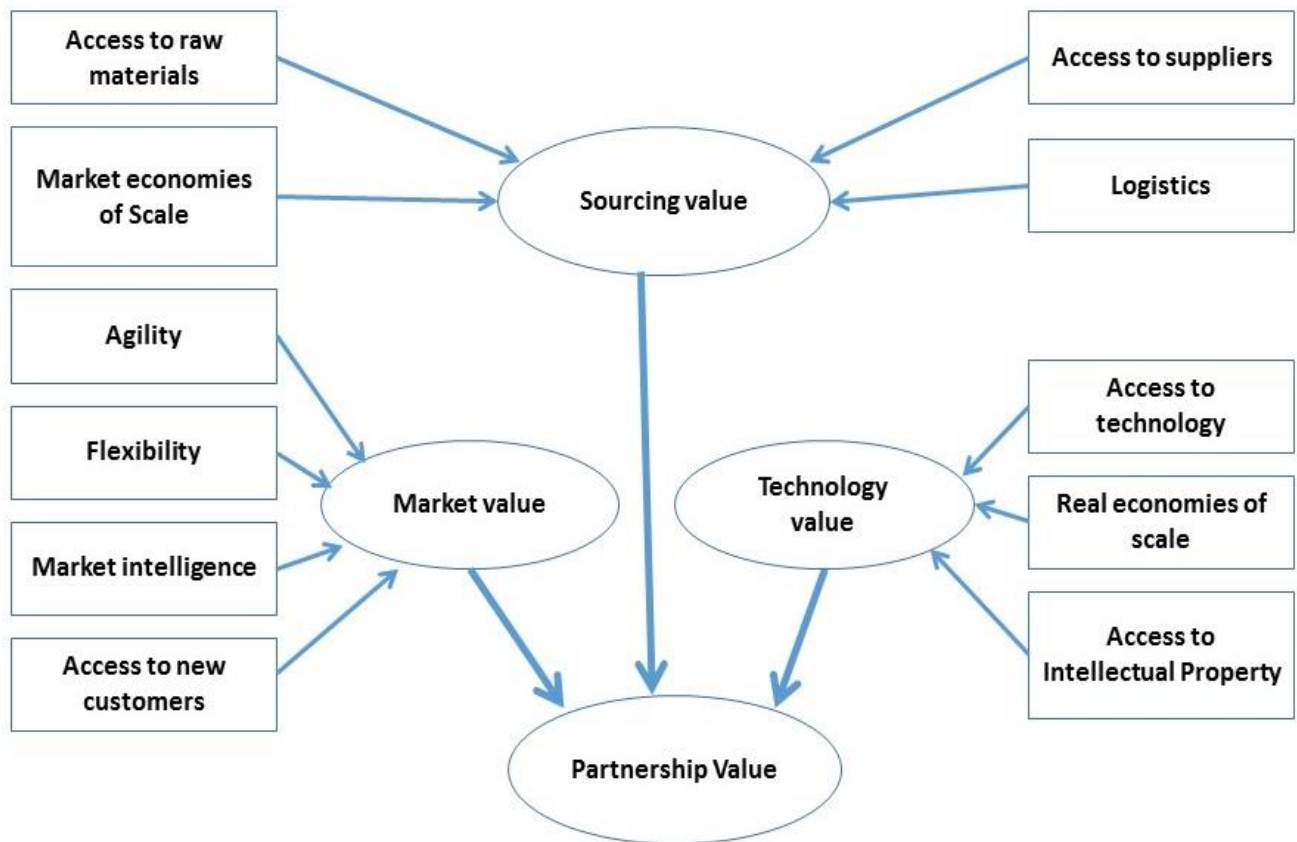 Access to raw
materials
Access to suppliers
Market economies
of Scale
Sourcing value
Logistics
Agility
Access to
technology
Flexibility
Market value
Technology
value
Real economies of
scale
Market intelligence
Access to
Intellectual Property
Access to new
customers
Partnership Value